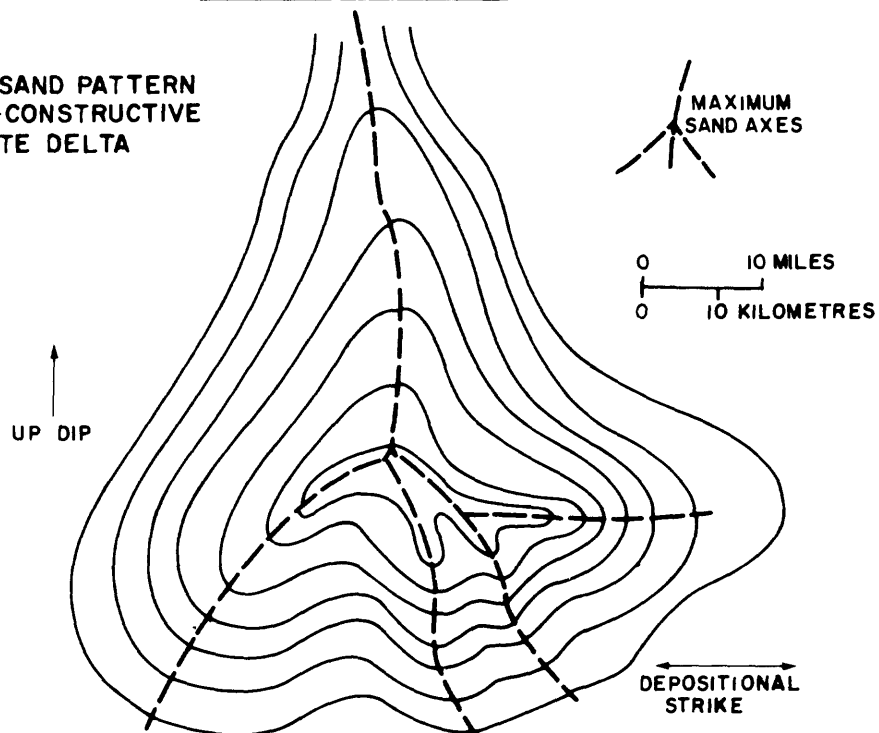 SAND PATTERN
-CONSTRUCTIVE
TE DELTA
MAXIMUM
SAND AXES
0 10 MILES
0 10 KILOMETRES
UP DIP
DEPOSITIONAL
STRIKE